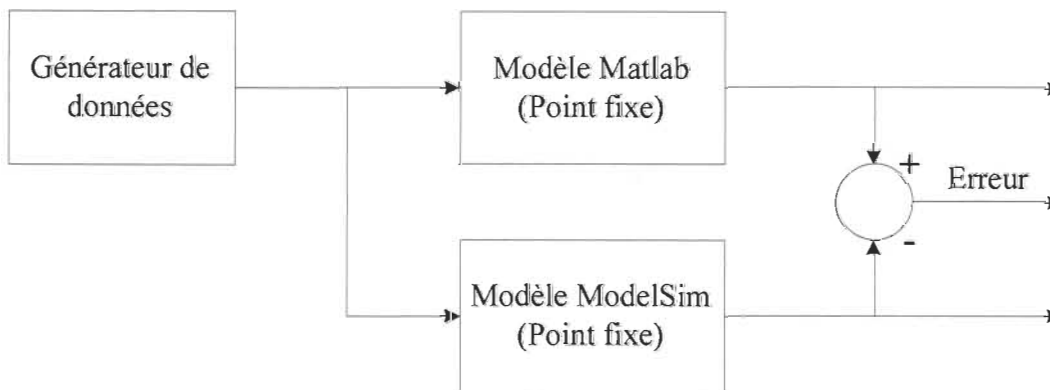 Générateur de
données
Modèle Matlab
(Point fixe)
+
Erreur
-
Modèle ModelSim
(Point fixe)